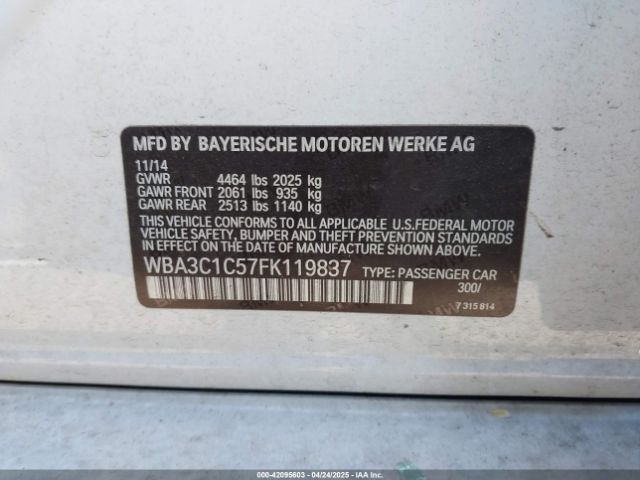 MFD BY BAYERISCHE MOTOREN WERKE AG
11/14
GVWR 4464 lbs 2025 kg
GAWR FRONT 2061 lbs 935 kg
GAWR REAR 2513 lbs 1140 kg
THIS VEHICLE CONFORMS TO ALL APPLICABLE U.S.FEDERAL MOTOR
VEHICLE SAFETY, BUMPER AND THEFT PREVENTION STANDARDS
IN EFFECT ON THE DATE OF MANUFACTURE SHOWN ABOVE.
WBA3C1C57FK119837 TYPE: PASSENGER CAR
300/
7 315 814
000-42095603 - 04/24/2025 - IAA, Inc.